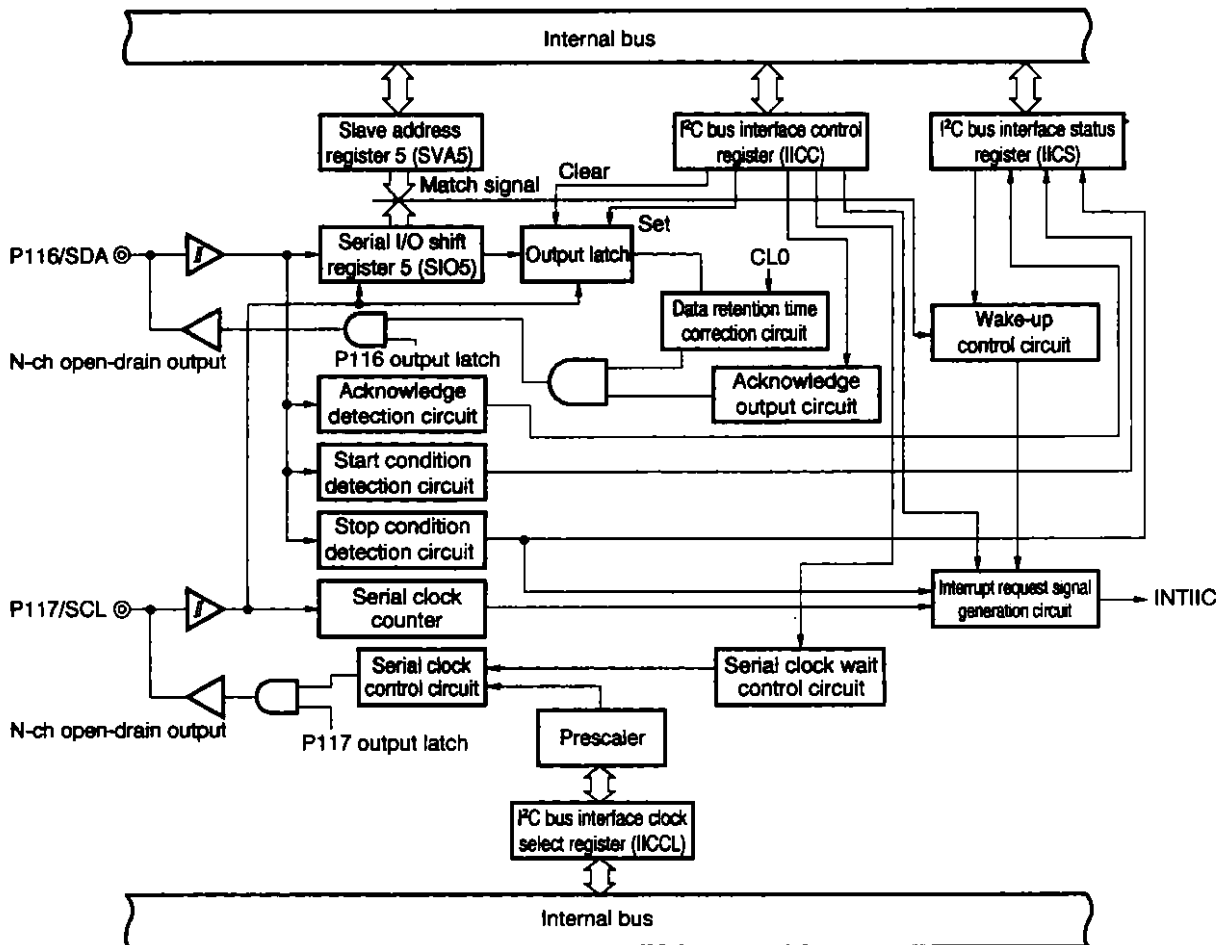 Internal bus
Slave address
register 5 (SVA5)
I²C bus interface control
register (IICC)
I²C bus interface status
register (IICS)
Clear
Match signal
Set
P116/SDA
Serial I/O shift
register 5 (SIO5)
Output latch
CL0
Data retention time
correction circuit
Wake-up
control circuit
N-ch open-drain output
P116 output latch
Acknowledge
detection circuit
Acknowledge
output circuit
Start condition
detection circuit
Stop condition
detection circuit
P117/SCL
Serial clock
counter
Interrupt request signal
generation circuit
INTIIC
Serial clock
control circuit
Serial clock wait
control circuit
N-ch open-drain output
P117 output latch
Prescaler
I²C bus interface clock
select register (IICCL)
Internal bus